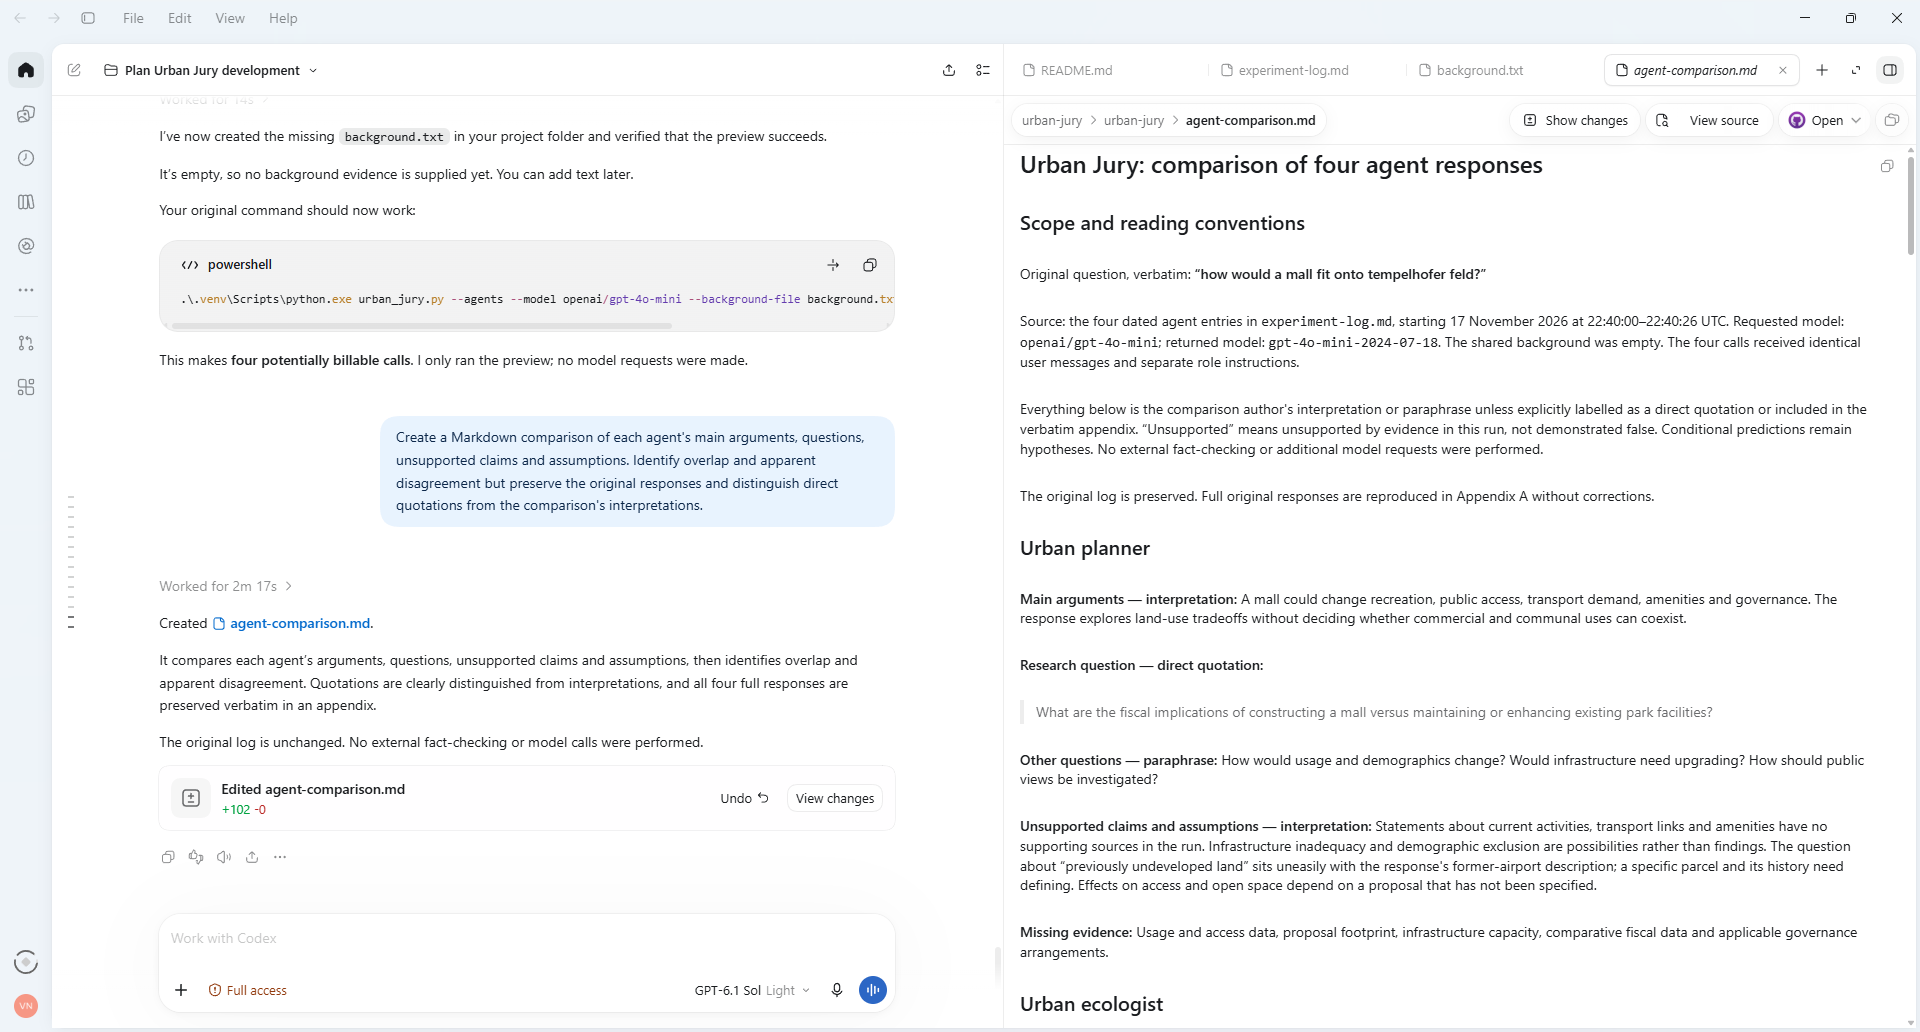 File Edit View Help
Plan Urban Jury development
Worked for 14s
I've now created the missing background.txt in your project folder and verified that the preview succeeds.
It's empty, so no background evidence is supplied yet. You can add text later.
Your original command should now work:
powershell
.\.venv\Scripts\python.exe urban_jury.py --agents --model openai/gpt-4o-mini --background-file background.tx
This makes four potentially billable calls. I only ran the preview; no model requests were made.
Create a Markdown comparison of each agent's main arguments, questions,
unsupported claims and assumptions. Identify overlap and apparent
disagreement but preserve the original responses and distinguish direct
quotations from the comparison's interpretations.
Worked for 2m 17s
Created agent-comparison.md.
It compares each agent's arguments, questions, unsupported claims and assumptions, then identifies overlap and
apparent disagreement. Quotations are clearly distinguished from interpretations, and all four full responses are
preserved verbatim in an appendix.
The original log is unchanged. No external fact-checking or model calls were performed.
Edited agent-comparison.md
+102 -0
Undo
View changes
Work with Codex
Full access
GPT-6.1 Sol Light
VN
README.md
experiment-log.md
background.txt
agent-comparison.md
urban-jury > urban-jury > agent-comparison.md
Show changes
View source
Open
Urban Jury: comparison of four agent responses
Scope and reading conventions
Original question, verbatim: “how would a mall fit onto tempelhofer feld?”
Source: the four dated agent entries in experiment-log.md, starting 17 November 2026 at 22:40:00–22:40:26 UTC. Requested model:
openai/gpt-4o-mini; returned model: gpt-4o-mini-2024-07-18. The shared background was empty. The four calls received identical
user messages and separate role instructions.
Everything below is the comparison author's interpretation or paraphrase unless explicitly labelled as a direct quotation or included in the
verbatim appendix. “Unsupported” means unsupported by evidence in this run, not demonstrated false. Conditional predictions remain
hypotheses. No external fact-checking or additional model requests were performed.
The original log is preserved. Full original responses are reproduced in Appendix A without corrections.
Urban planner
Main arguments — interpretation: A mall could change recreation, public access, transport demand, amenities and governance. The
response explores land-use tradeoffs without deciding whether commercial and communal uses can coexist.
Research question — direct quotation:
What are the fiscal implications of constructing a mall versus maintaining or enhancing existing park facilities?
Other questions — paraphrase: How would usage and demographics change? Would infrastructure need upgrading? How should public
views be investigated?
Unsupported claims and assumptions — interpretation: Statements about current activities, transport links and amenities have no
supporting sources in the run. Infrastructure inadequacy and demographic exclusion are possibilities rather than findings. The question
about “previously undeveloped land” sits uneasily with the response's former-airport description; a specific parcel and its history need
defining. Effects on access and open space depend on a proposal that has not been specified.
Missing evidence: Usage and access data, proposal footprint, infrastructure capacity, comparative fiscal data and applicable governance
arrangements.
Urban ecologist